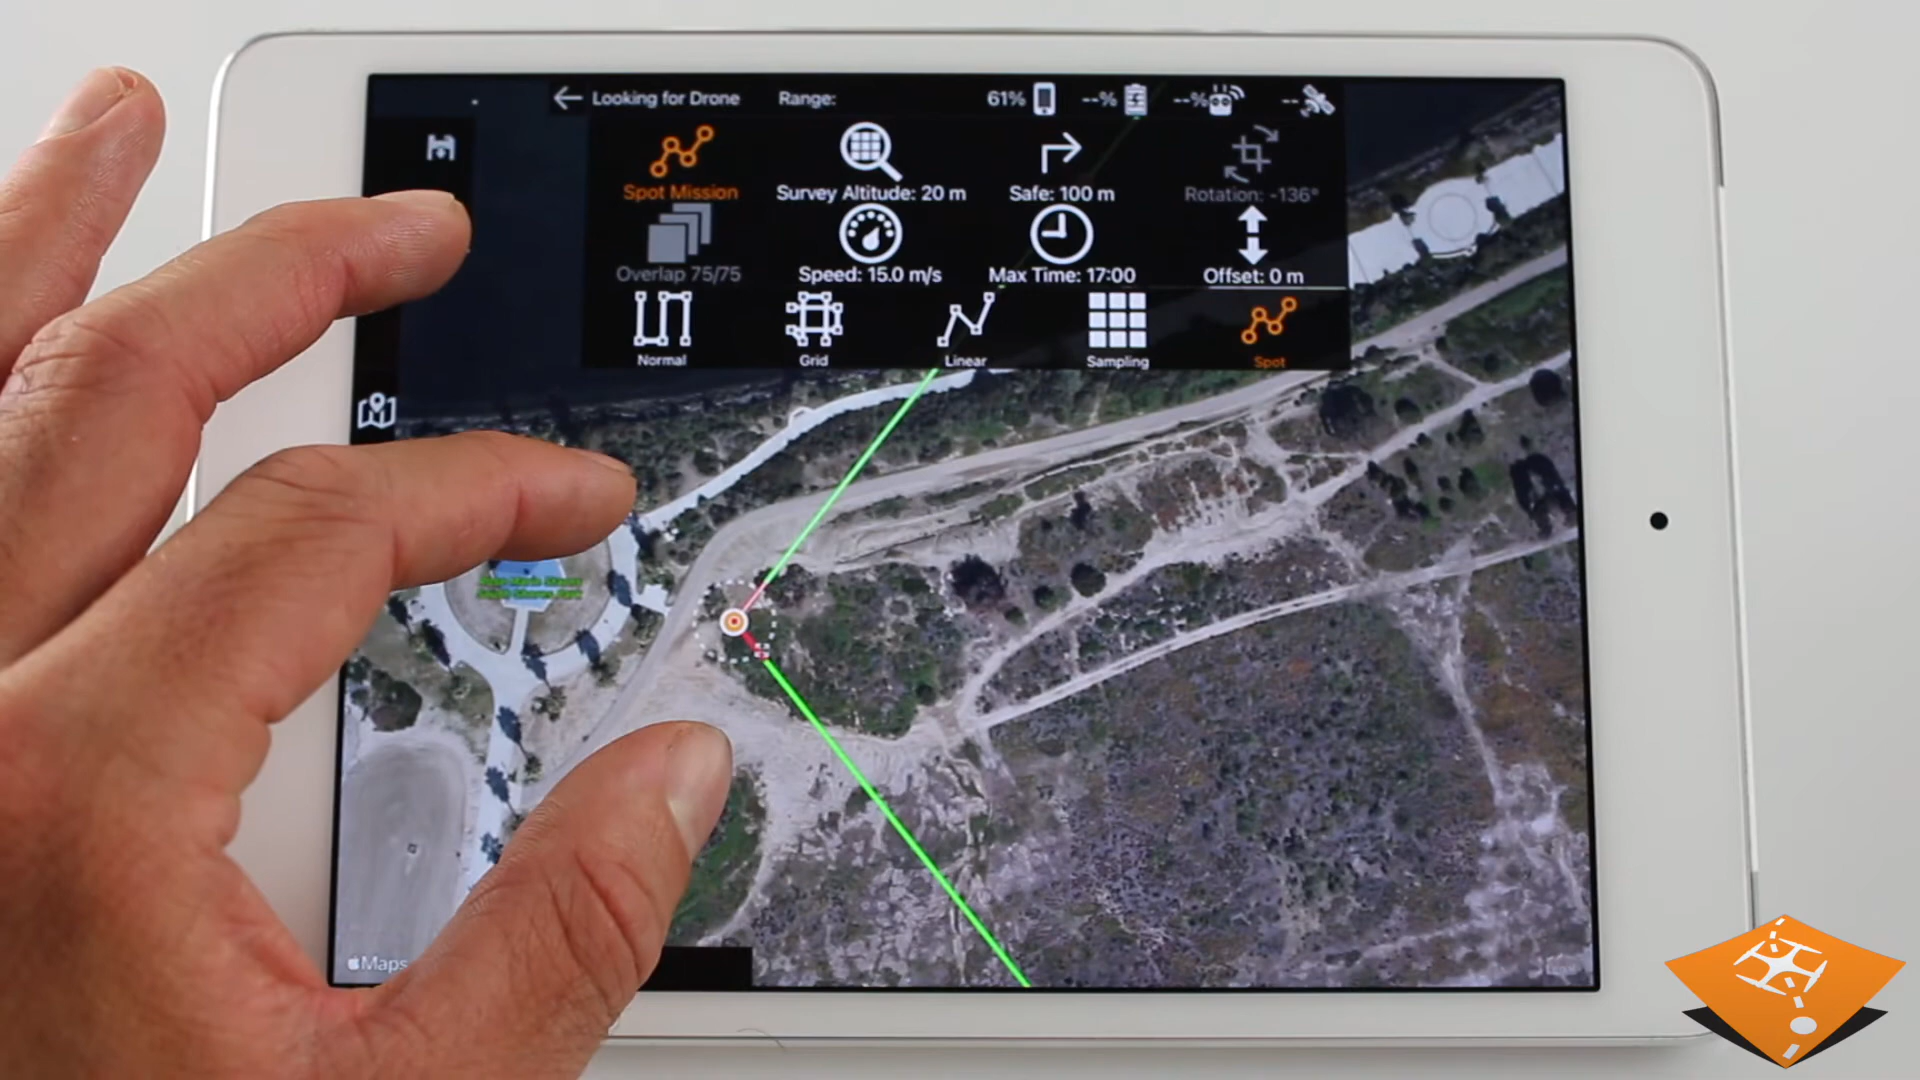 Looking for Drone Range: 61% --% --% --
Spot Mission Survey Altitude: 20 m Safe: 100 m Rotation: -136°
Overlap 75/75 Speed: 15.0 m/s Max Time: 17:00 Offset: 0 m
Normal Grid Linear Sampling Spot
Maps